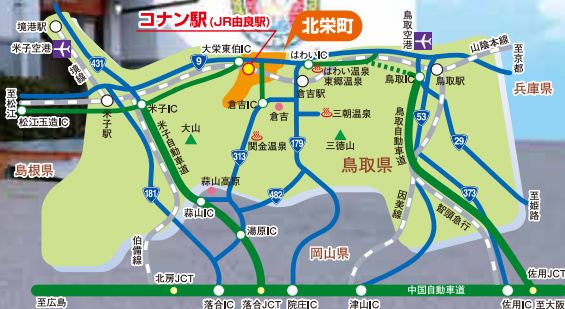 コナン駅(JR由良駅)
北栄町
境港駅
米子空港
境線
431
9
大栄東伯IC
はわいIC
鳥取空港
山陰本線
至京都
兵庫県
はわい温泉
東郷温泉
倉吉駅
鳥取IC
鳥取駅
至松江
松江玉造IC
米子駅
米子IC
米子自動車道
大山
倉吉IC
倉吉
三朝温泉
関金温泉
313
179
三徳山
鳥取県
鳥取自動車道
53
29
島根県
181
蒜山高原
482
蒜山IC
湯原IC
伯備線
因美線
智頭急行
373
至姫路
岡山県
北房JCT
佐用JCT
中国自動車道
至広島
落合IC
落合JCT
院庄IC
津山IC
佐用IC
至大阪